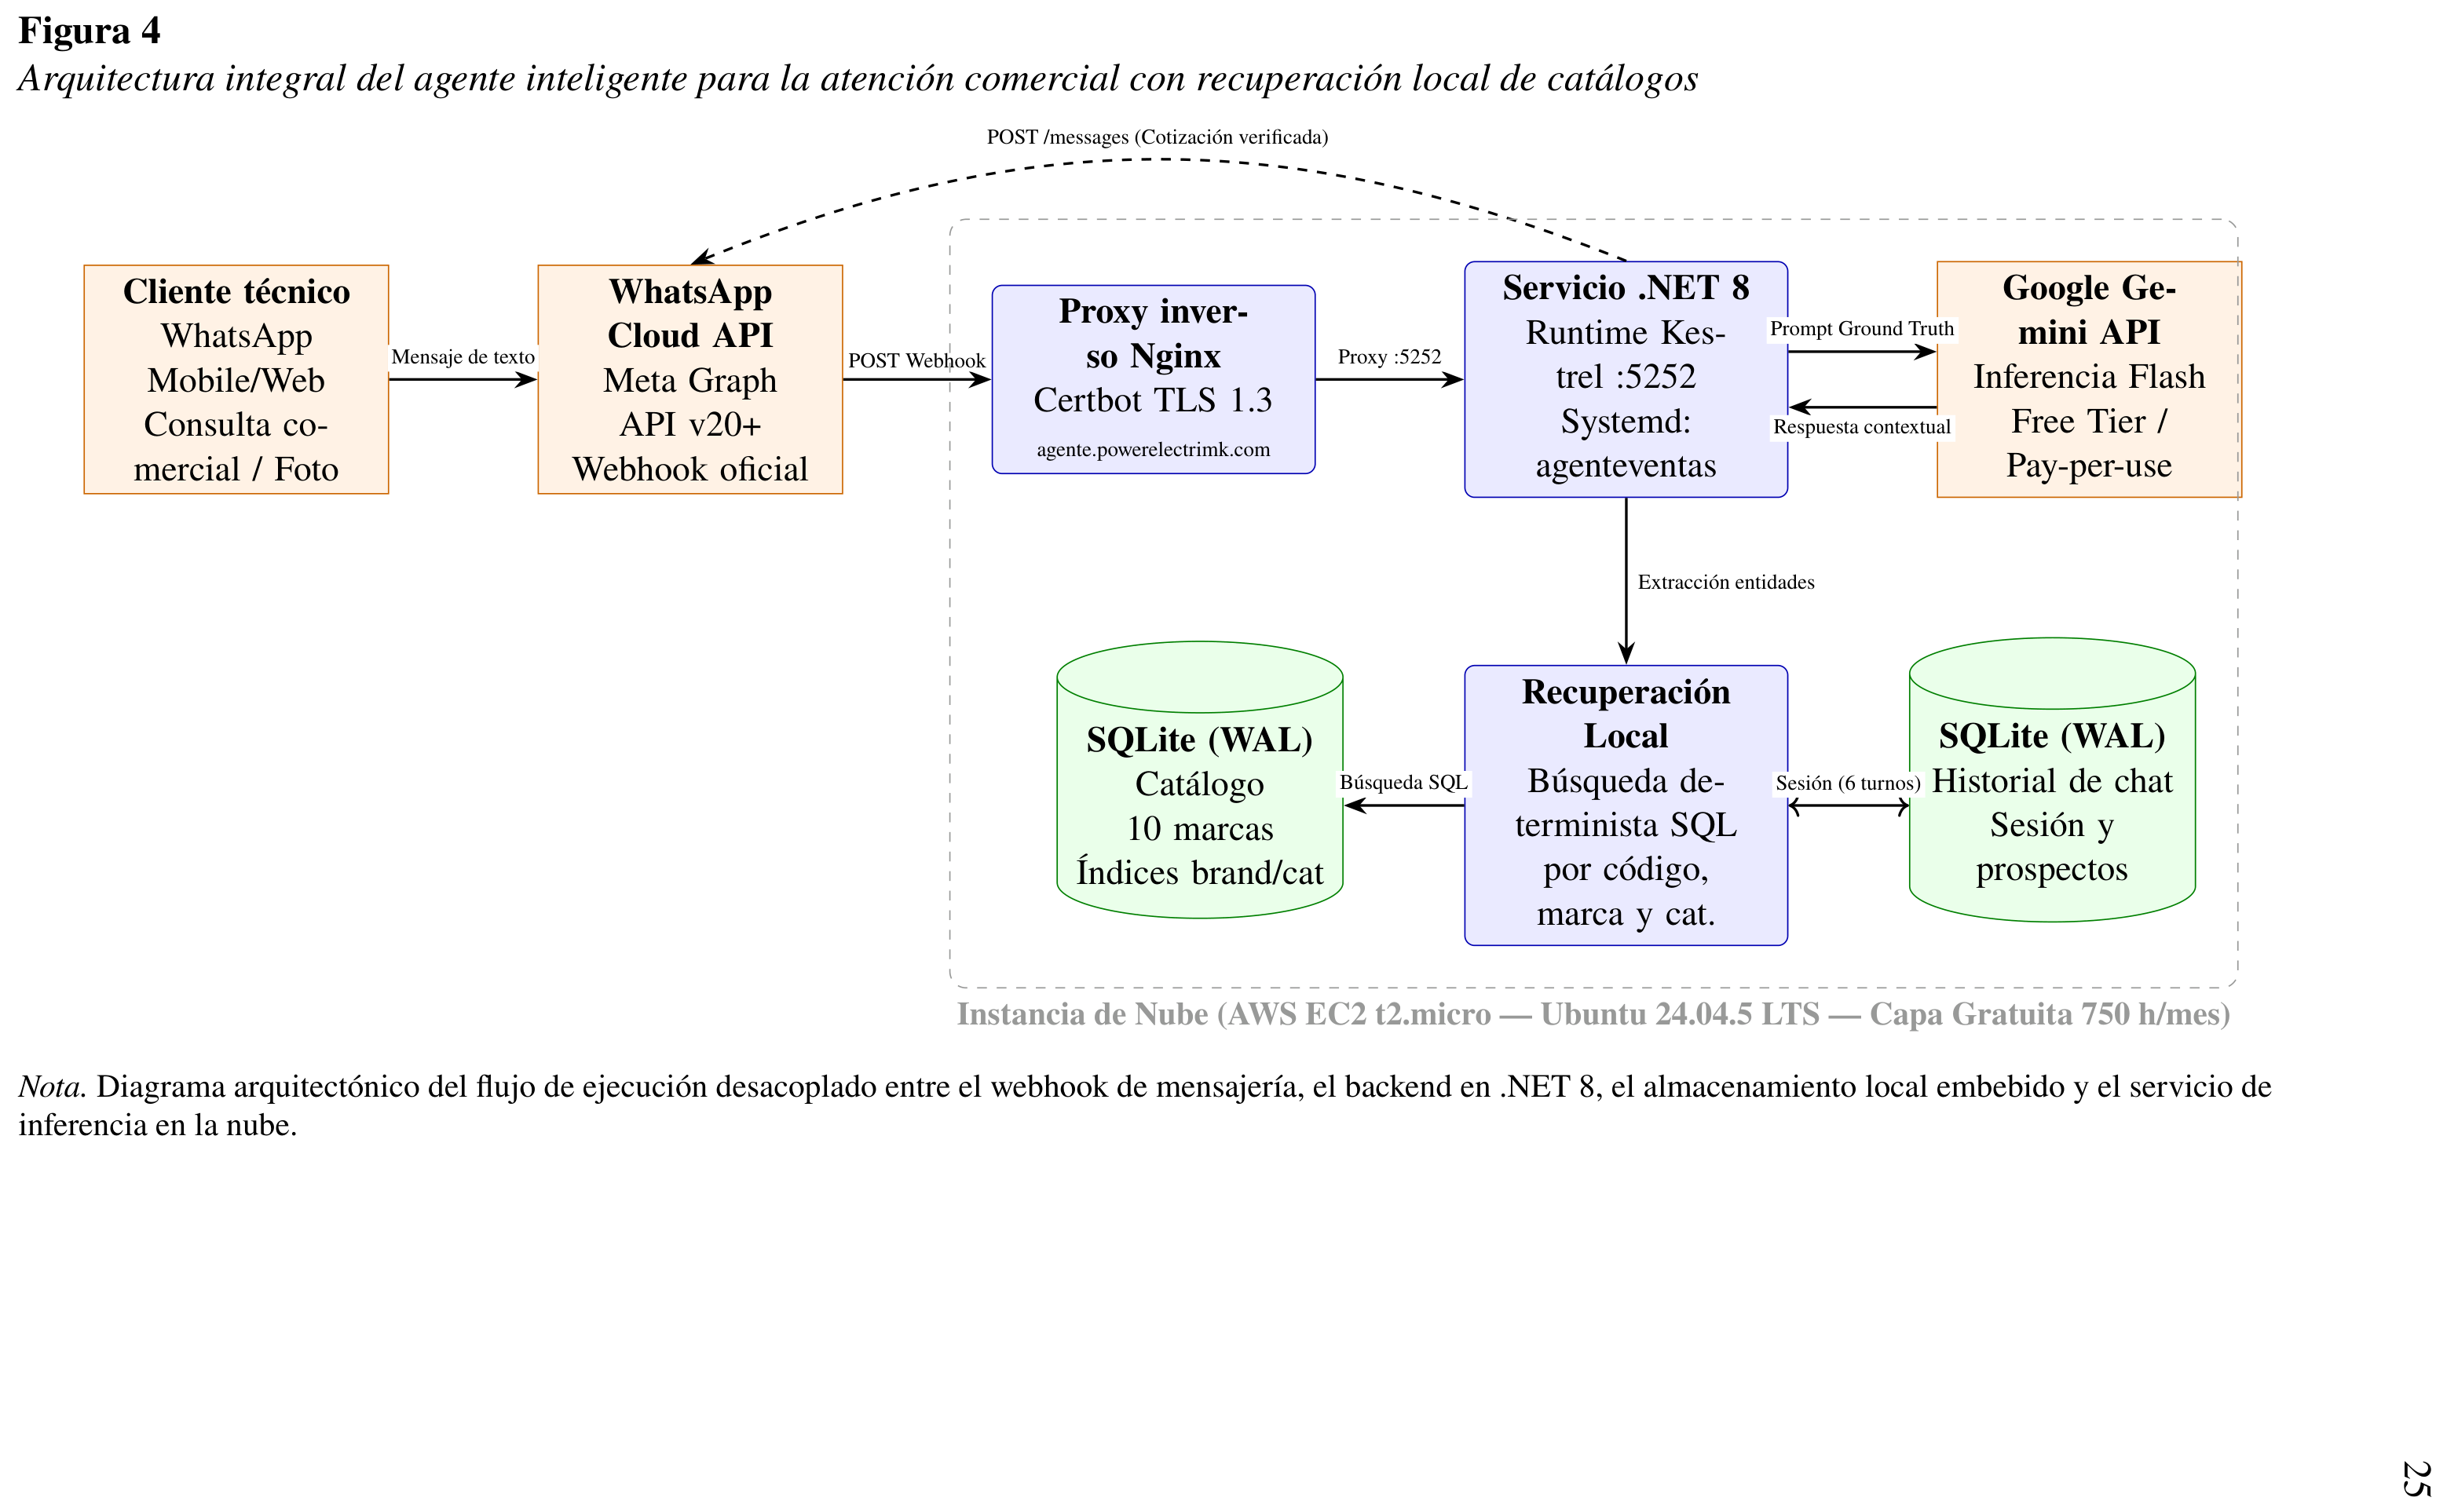 Figura 4
Arquitectura integral del agente inteligente para la atención comercial con recuperación local de catálogos
POST /messages (Cotización verificada)
Cliente técnico
WhatsApp
Mobile/Web
Consulta co-
mercial / Foto
Mensaje de texto
WhatsApp
Cloud API
Meta Graph
API v20+
Webhook oficial
POST Webhook
Proxy inver-
so Nginx
Certbot TLS 1.3
agente.powerelectrimk.com
Proxy :5252
Servicio .NET 8
Runtime Kes-
trel :5252
Systemd:
agenteventas
Prompt Ground Truth
Respuesta contextual
Google Ge-
mini API
Inferencia Flash
Free Tier /
Pay-per-use
Extracción entidades
SQLite (WAL)
Catálogo
10 marcas
Índices brand/cat
Búsqueda SQL
Recuperación
Local
Búsqueda de-
terminista SQL
por código,
marca y cat.
Sesión (6 turnos)
SQLite (WAL)
Historial de chat
Sesión y
prospectos
Instancia de Nube (AWS EC2 t2.micro — Ubuntu 24.04.5 LTS — Capa Gratuita 750 h/mes)
Nota. Diagrama arquitectónico del flujo de ejecución desacoplado entre el webhook de mensajería, el backend en .NET 8, el almacenamiento local embebido y el servicio de
inferencia en la nube.
25